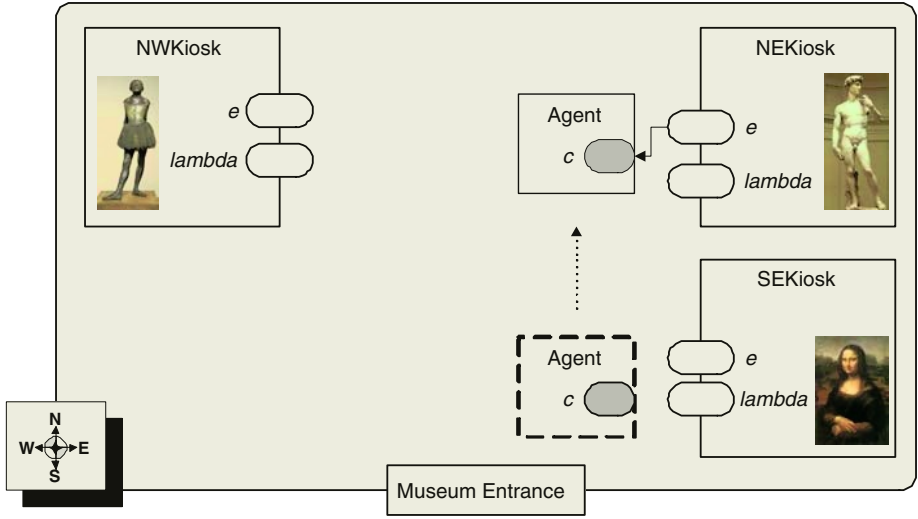 NWKiosk
e
lambda
Agent
c
NEKiosk
e
lambda
SEKiosk
Agent
c
e
lambda
N
W E
S
Museum Entrance